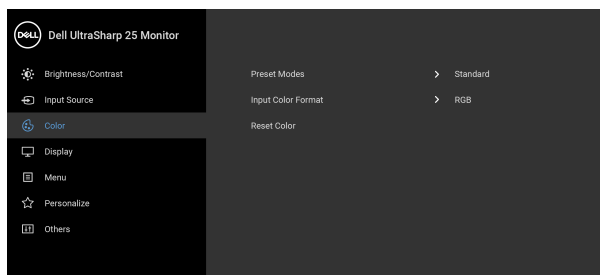 DELL Dell UltraSharp 25 Monitor
Brightness/Contrast
Preset Modes > Standard
Input Source
Input Color Format > RGB
Color
Reset Color
Display
Menu
Personalize
Others